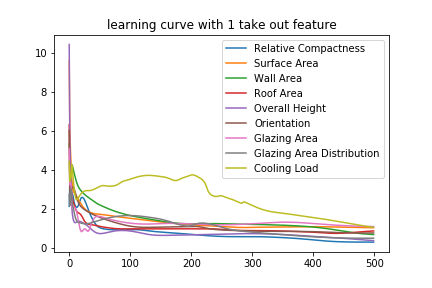 learning curve with 1 take out feature
10
8
6
4
2
0
Relative Compactness
Surface Area
Wall Area
Roof Area
Overall Height
Orientation
Glazing Area
Glazing Area Distribution
Cooling Load
0 100 200 300 400 500